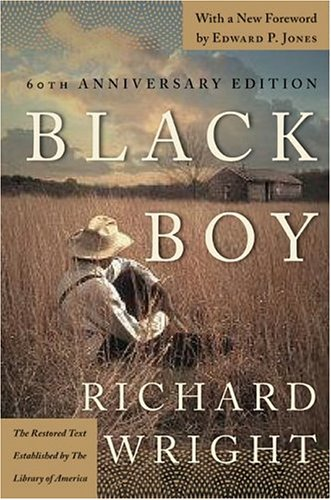 With a New Foreword
by Edward P. Jones
60th Anniversary Edition
BLACK
BOY
RICHARD
WRIGHT
The Restored Text
Established by The
Library of America